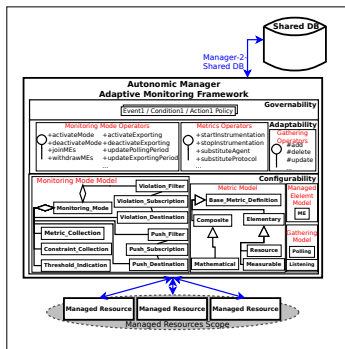 Shared DB
Manager-2-
Shared DB
Autonomic Manager
Adaptive Monitoring Framework
Governability
Event1 / Condition1 / Action1 Policy
Adaptability
Monitoring Mode Operators
+activateMode +activateExporting
+deactivateMode +deactivateExporting
+joinMEs +updatePollingPeriod
+withdrawMEs +updateExportingPeriod
...
Metrics Operators
+startInstrumentation
+stopInstrumentation
+substituteAgent
+substituteProtocol
...
Gathering
Operators
#add
#delete
#update
...
Configurability
Monitoring Mode Model
Violation_Filter
Violation_Subscription
Monitoring_Mode
Violation_Destination
Metric_Collection
Push_Filter
Constraint_Collection
Push_Subscription
Threshold_Indication
Push_Destination
Metric Model
Base_Metric_Definition
Composite
Elementary
Resource
Mathematical
Measurable
Managed
Elemnt
Model
ME
Gathering
Model
Polling
Listening
Managed Resource
Managed Resource
Managed Resource
Managed Resources Scope